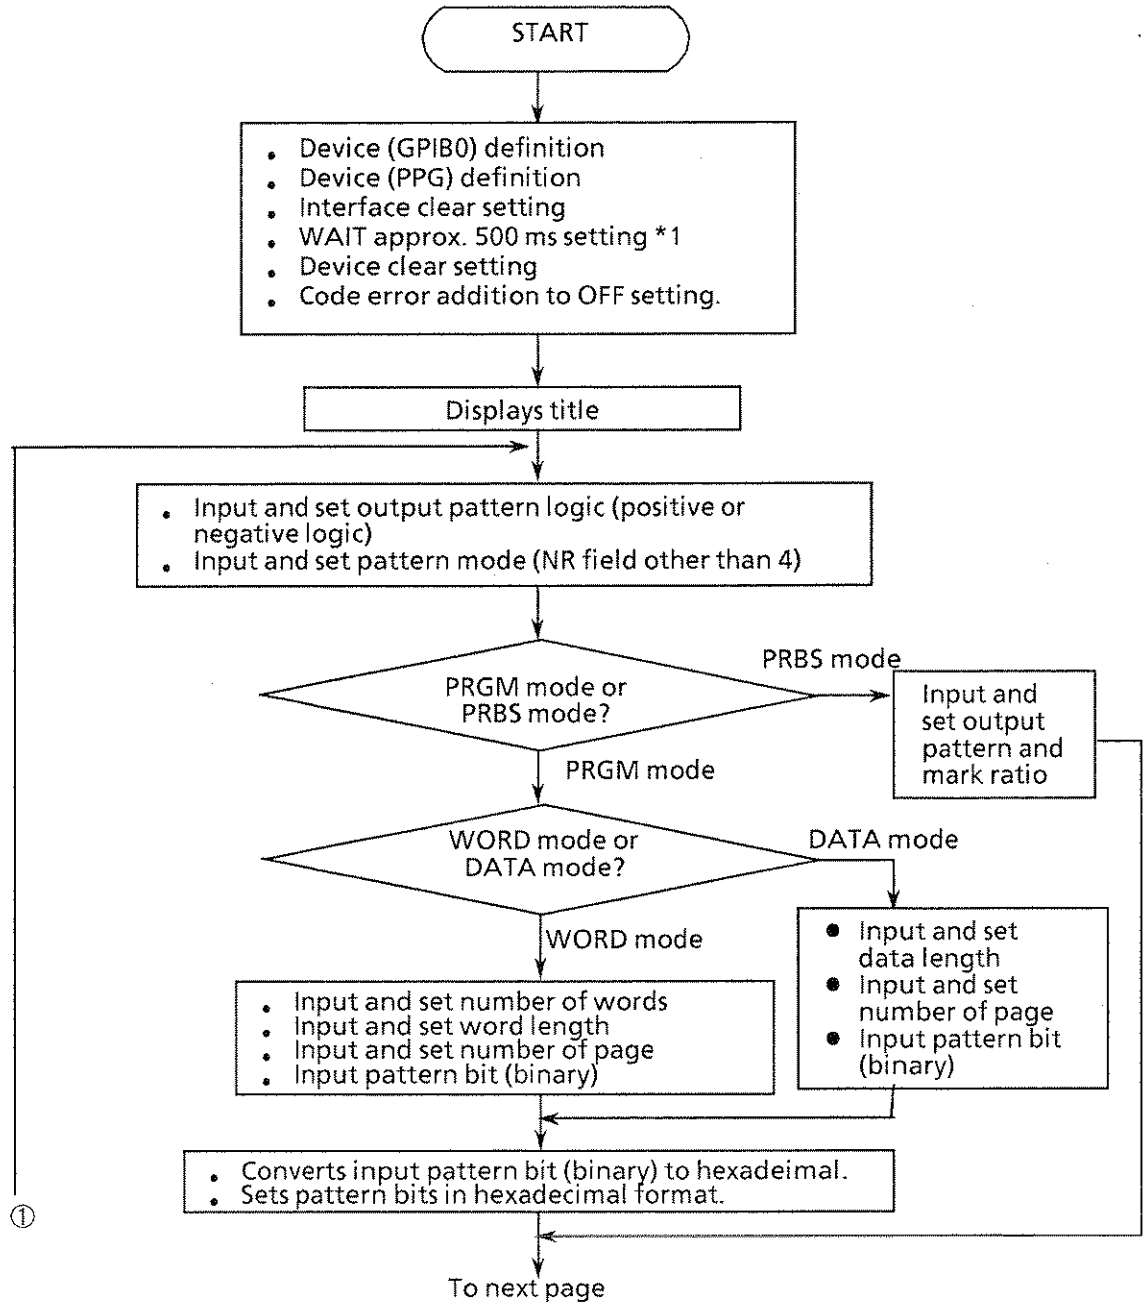 START
• Device (GPIB0) definition
• Device (PPG) definition
• Interface clear setting
• WAIT approx. 500 ms setting *1
• Device clear setting
• Code error addition to OFF setting.
Displays title
• Input and set output pattern logic (positive or
negative logic)
• Input and set pattern mode (NR field other than 4)
PRGM mode or
PRBS mode?
PRBS mode
Input and
set output
pattern and
mark ratio
PRGM mode
WORD mode or
DATA mode?
DATA mode
● Input and set
data length
● Input and set
number of page
● Input pattern bit
(binary)
WORD mode
• Input and set number of words
• Input and set word length
• Input and set number of page
• Input pattern bit (binary)
• Converts input pattern bit (binary) to hexadeimal.
• Sets pattern bits in hexadecimal format.
①
To next page